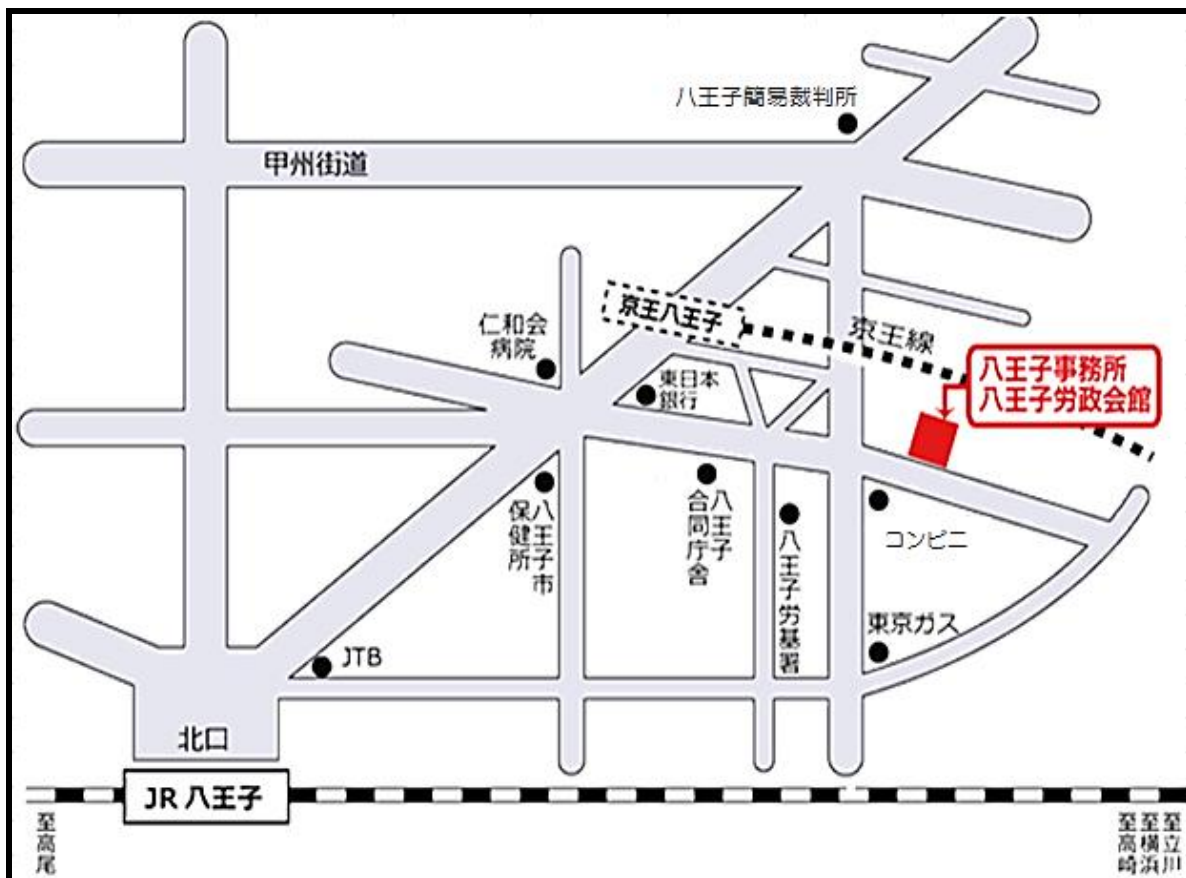 八王子簡易裁判所
甲州街道
京王八王子
京王線
仁和会
病院
東日本
銀行
八王子事務所
八王子労政会館
八王子市
保健所
八王子
合同庁舎
八王子労基署
コンビニ
東京ガス
JTB
北口
JR 八王子
至高尾
至立川
至横浜
至高崎